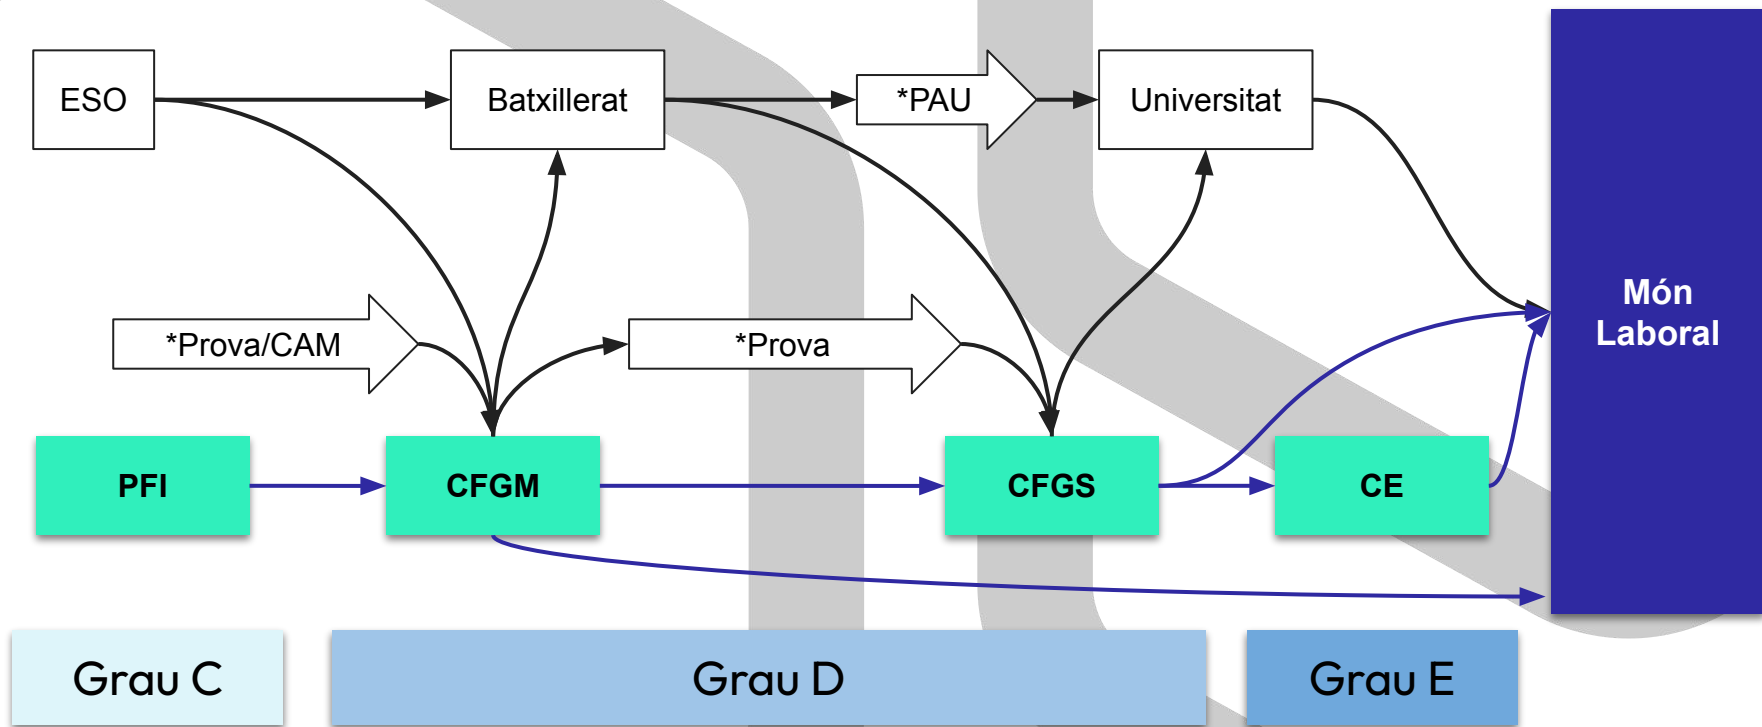 ESO
Batxillerat
*PAU
Universitat
Món
Laboral
*Prova/CAM
*Prova
PFI
CFGM
CFGS
CE
Grau C
Grau D
Grau E